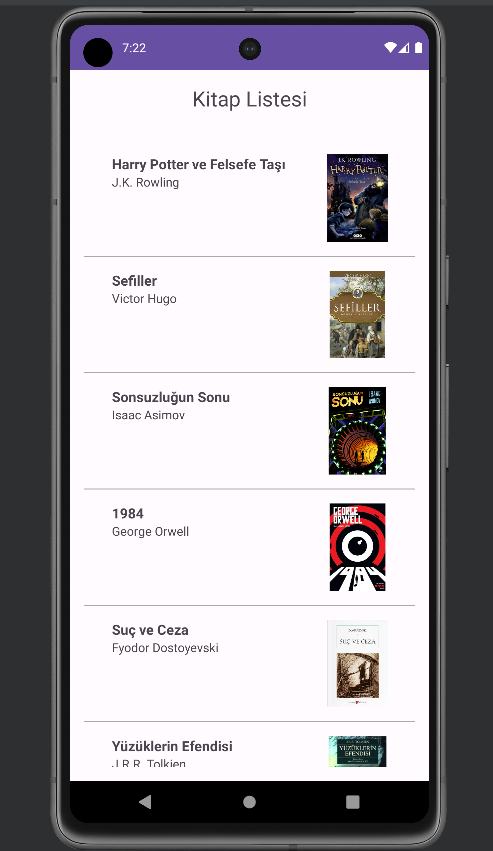 7:22
Kitap Listesi
Harry Potter ve Felsefe Taşı
J.K. Rowling
J.K. ROWLING
HARRY POTTER
Sefiller
Victor Hugo
SEFİLLER
Sonsuzluğun Sonu
Isaac Asimov
SONSUZLUĞUN
SONU
ISAAC
ASIMOV
1984
George Orwell
GEORGE
ORWELL
1984
Suç ve Ceza
Fyodor Dostoyevski
SUÇ ve CEZA
Yüzüklerin Efendisi
J.R.R. Tolkien
YÜZÜKLERİN
EFENDİSİ